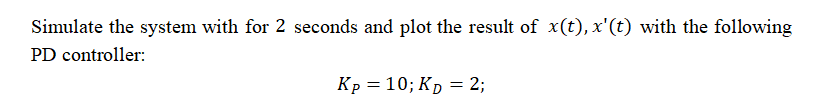 Simulate the system with for 2 seconds and plot the result of x(t), x'(t) with the following
PD controller:
K_P = 10; K_D = 2;